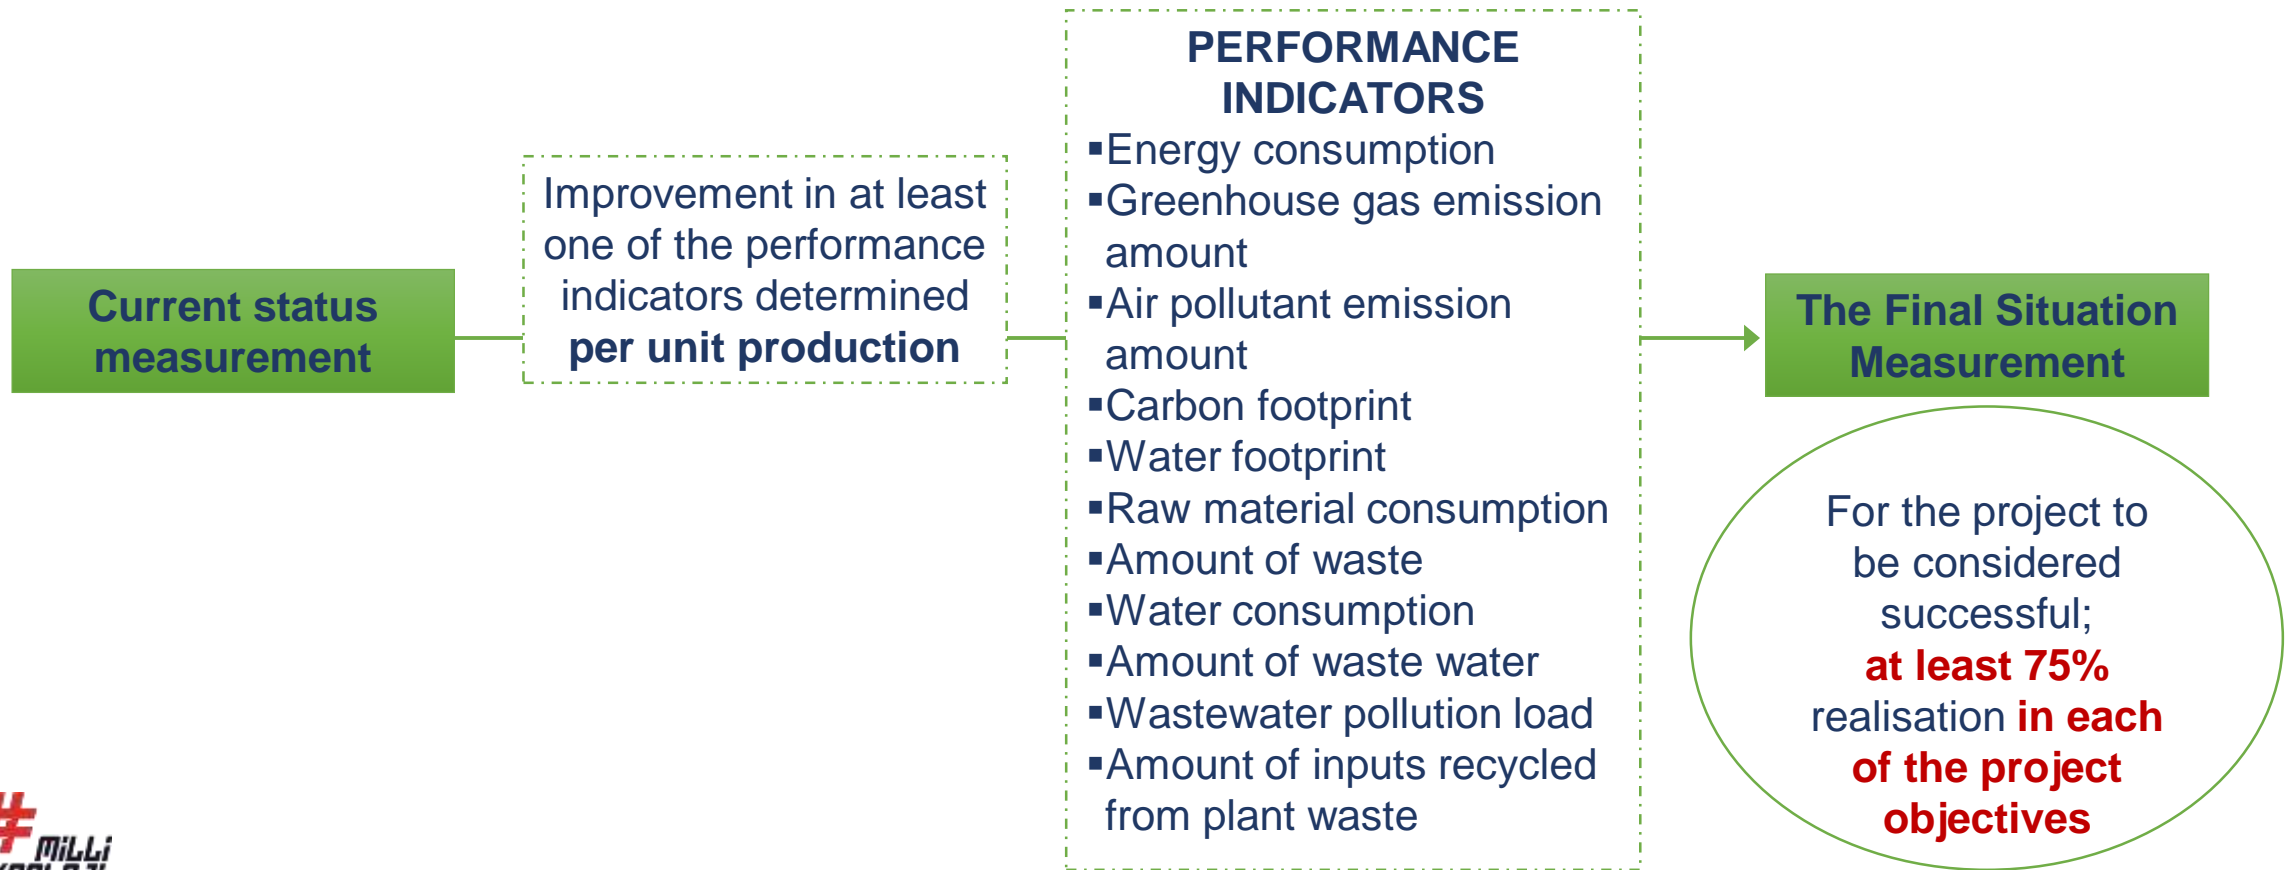 Current status
measurement
Improvement in at least
one of the performance
indicators determined
per unit production
PERFORMANCE
INDICATORS
▪Energy consumption
▪Greenhouse gas emission
amount
▪Air pollutant emission
amount
▪Carbon footprint
▪Water footprint
▪Raw material consumption
▪Amount of waste
▪Water consumption
▪Amount of waste water
▪Wastewater pollution load
▪Amount of inputs recycled
from plant waste
The Final Situation
Measurement
For the project to
be considered
successful;
at least 75%
realisation in each
of the project
objectives
MiLLi